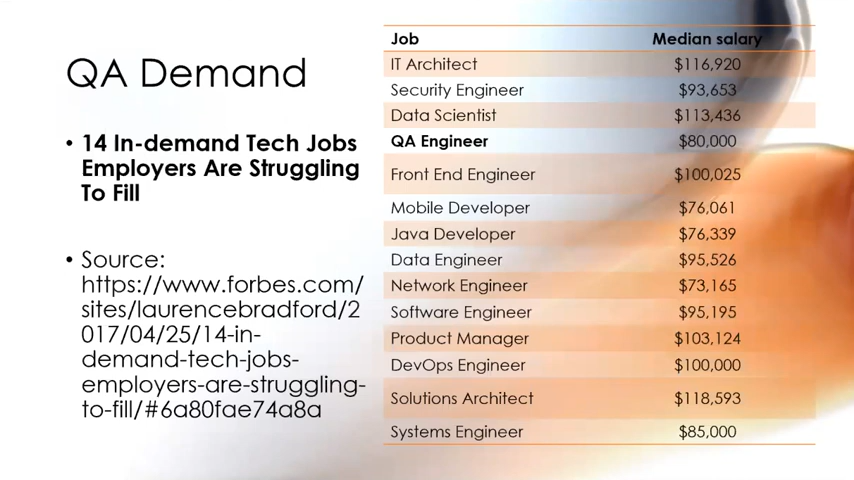 QA Demand
• 14 In-demand Tech Jobs
Employers Are Struggling
To Fill
• Source:
https://www.forbes.com/
sites/laurencebradford/2
017/04/25/14-in-
demand-tech-jobs-
employers-are-struggling-
to-fill/#6a80fae74a8a
Job Median salary
IT Architect $116,920
Security Engineer $93,653
Data Scientist $113,436
QA Engineer $80,000
Front End Engineer $100,025
Mobile Developer $76,061
Java Developer $76,339
Data Engineer $95,526
Network Engineer $73,165
Software Engineer $95,195
Product Manager $103,124
DevOps Engineer $100,000
Solutions Architect $118,593
Systems Engineer $85,000